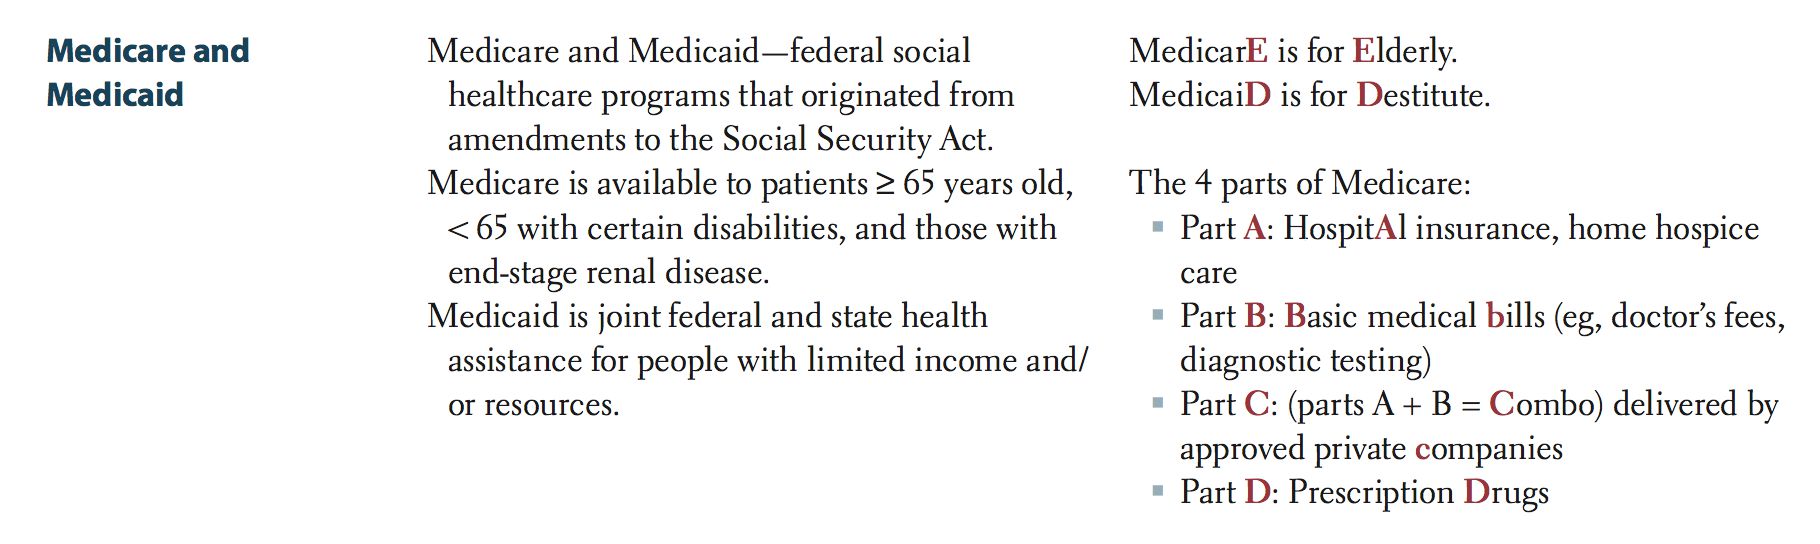 Medicare and
Medicaid
Medicare and Medicaid—federal social
healthcare programs that originated from
amendments to the Social Security Act.
Medicare is available to patients ≥ 65 years old,
< 65 with certain disabilities, and those with
end-stage renal disease.
Medicaid is joint federal and state health
assistance for people with limited income and/
or resources.
MedicarE is for Elderly.
MedicaiD is for Destitute.
The 4 parts of Medicare:
▪ Part A: HospitAl insurance, home hospice
care
▪ Part B: Basic medical bills (eg, doctor’s fees,
diagnostic testing)
▪ Part C: (parts A + B = Combo) delivered by
approved private companies
▪ Part D: Prescription Drugs